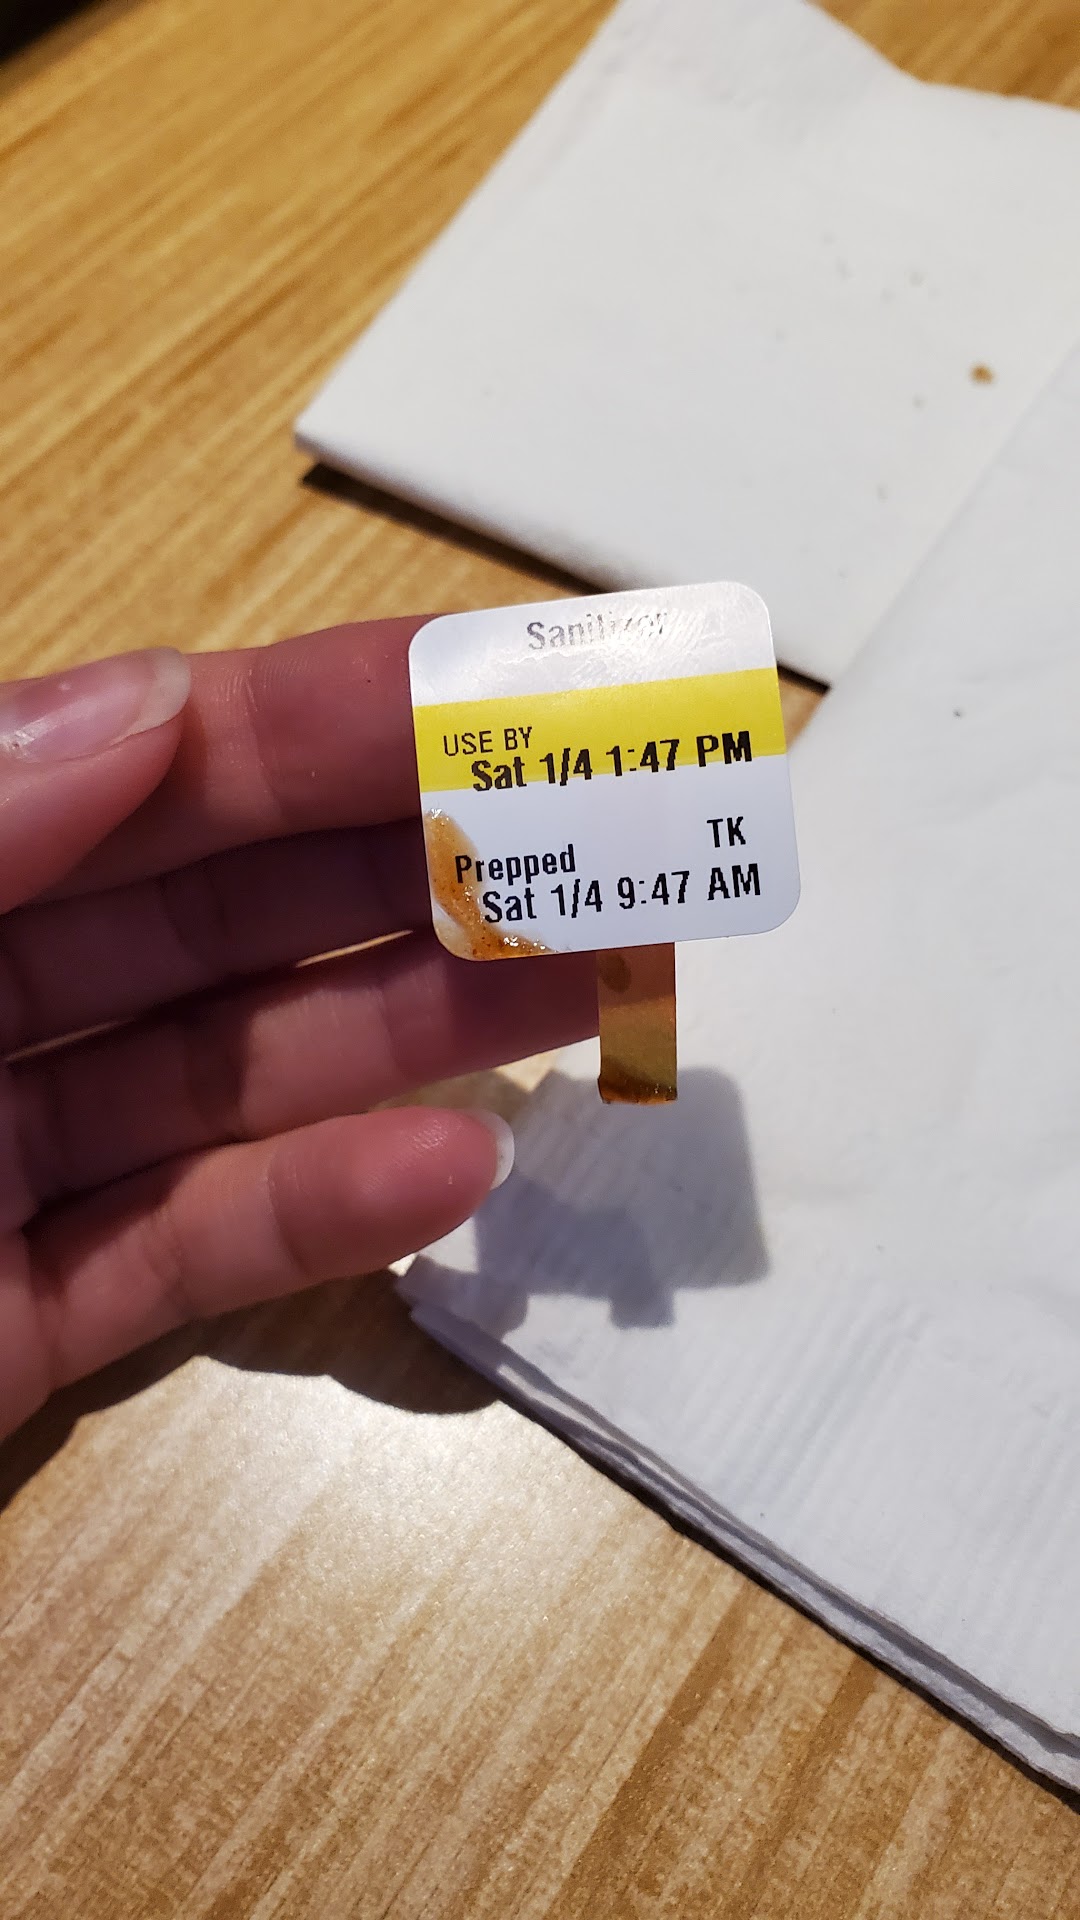 Sanitizer
USE BY
Sat 1/4 1:47 PM
TK
Prepped
Sat 1/4 9:47 AM